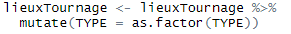 lieuxTournage <- lieuxTournage %>%
  mutate(TYPE = as.factor(TYPE))